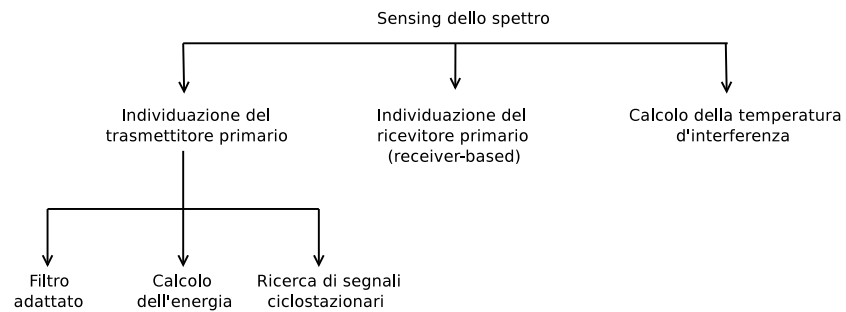 Sensing dello spettro
Individuazione del
trasmettitore primario
Individuazione del
ricevitore primario
(receiver-based)
Calcolo della temperatura
d'interferenza
Filtro
adattato
Calcolo
dell'energia
Ricerca di segnali
ciclostazionari